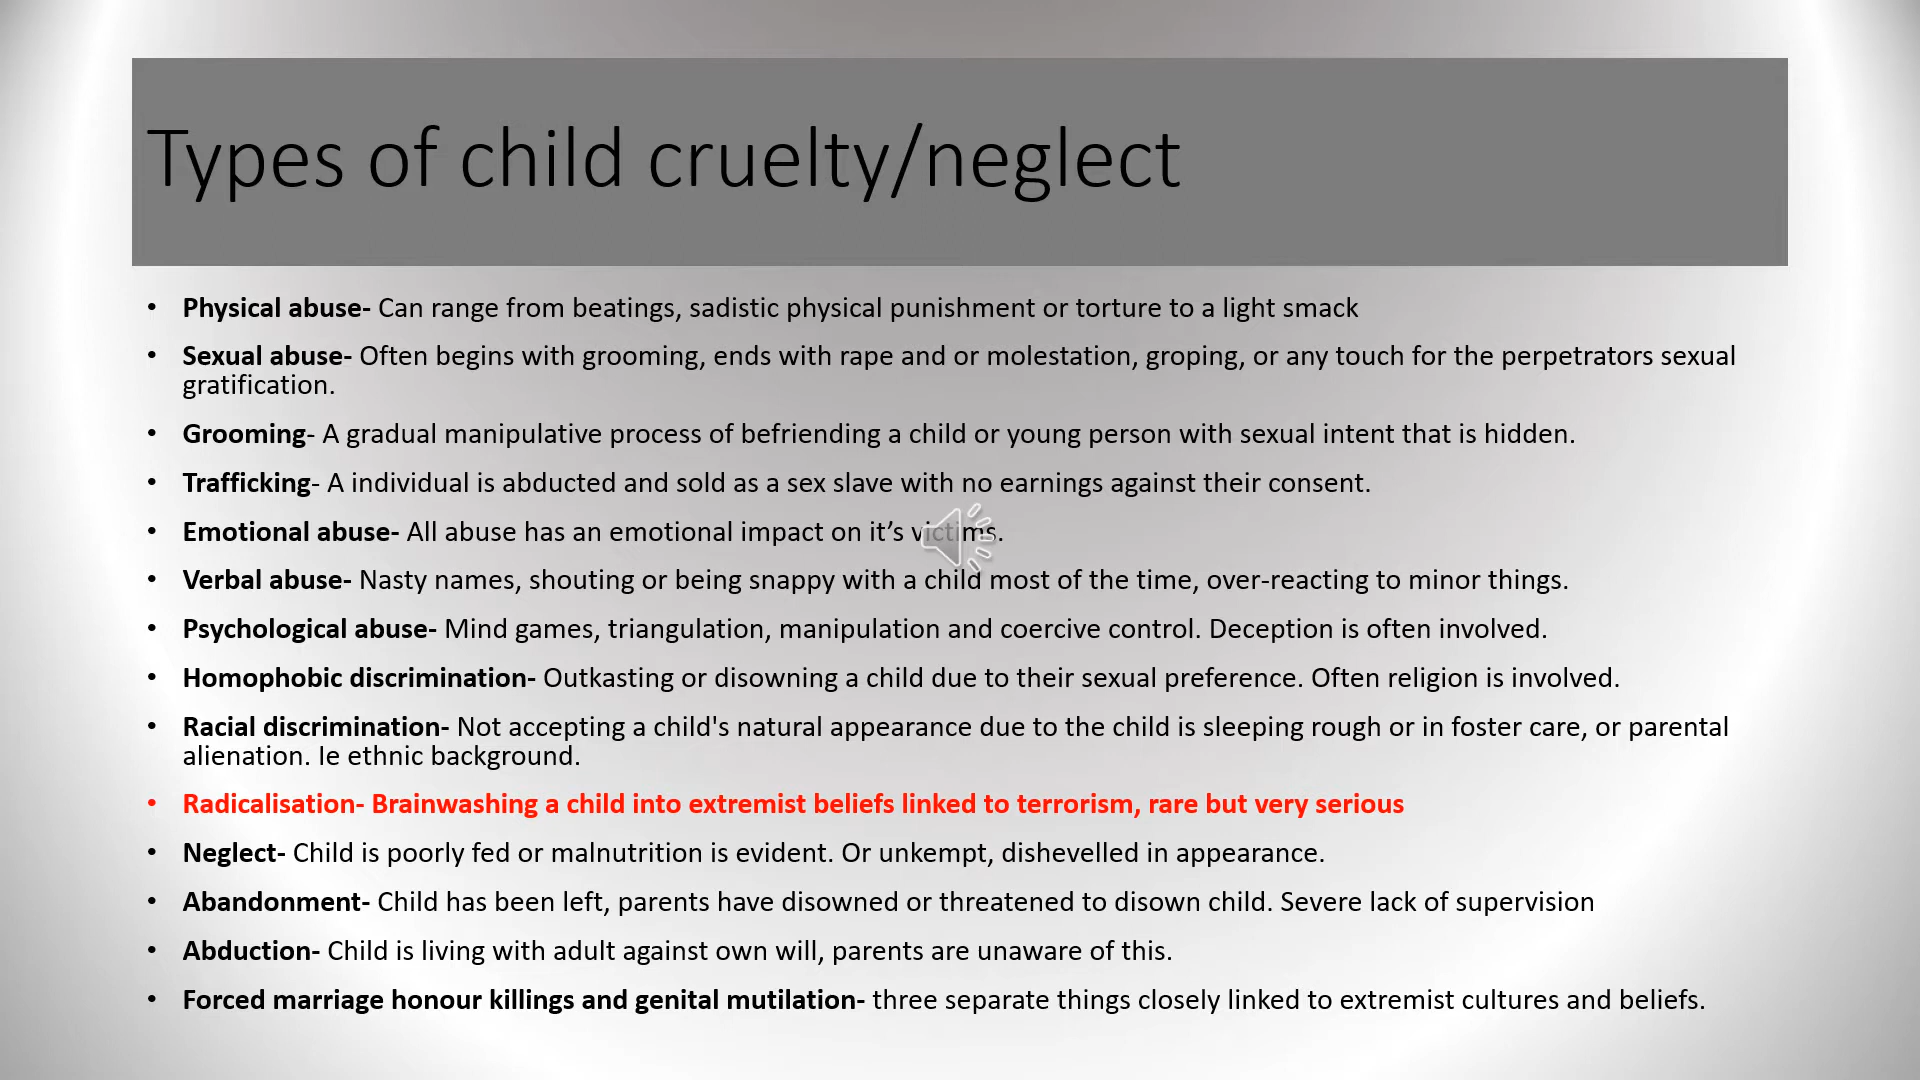 Types of child cruelty/neglect
• Physical abuse- Can range from beatings, sadistic physical punishment or torture to a light smack
• Sexual abuse- Often begins with grooming, ends with rape and or molestation, groping, or any touch for the perpetrators sexual
gratification.
• Grooming- A gradual manipulative process of befriending a child or young person with sexual intent that is hidden.
• Trafficking- A individual is abducted and sold as a sex slave with no earnings against their consent.
• Emotional abuse- All abuse has an emotional impact on it’s victims.
• Verbal abuse- Nasty names, shouting or being snappy with a child most of the time, over-reacting to minor things.
• Psychological abuse- Mind games, triangulation, manipulation and coercive control. Deception is often involved.
• Homophobic discrimination- Outkasting or disowning a child due to their sexual preference. Often religion is involved.
• Racial discrimination- Not accepting a child's natural appearance due to the child is sleeping rough or in foster care, or parental
alienation. Ie ethnic background.
• Radicalisation- Brainwashing a child into extremist beliefs linked to terrorism, rare but very serious
• Neglect- Child is poorly fed or malnutrition is evident. Or unkempt, dishevelled in appearance.
• Abandonment- Child has been left, parents have disowned or threatened to disown child. Severe lack of supervision
• Abduction- Child is living with adult against own will, parents are unaware of this.
• Forced marriage honour killings and genital mutilation- three separate things closely linked to extremist cultures and beliefs.